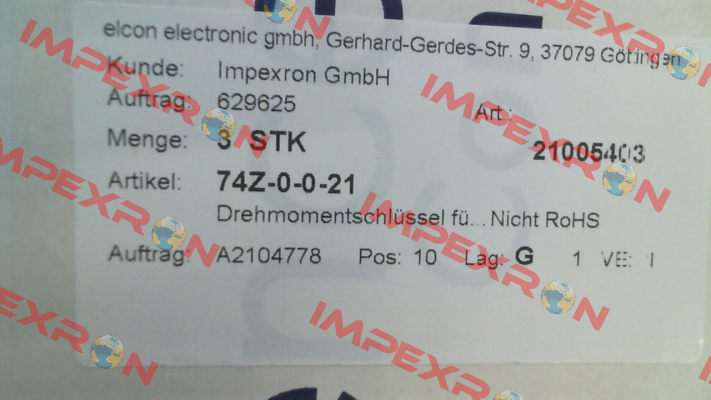 elcon electronic gmbh, Gerhard-Gerdes-Str. 9, 37079 Göttingen
Kunde: Impexron GmbH
Auftrag: 629625 Art.:
Menge: 3 STK 21005403
Artikel: 74Z-0-0-21
Drehmomentschlüssel fü... Nicht RoHS
Auftrag: A2104778 Pos: 10 Lag: G 1 VE: 1
IMPEXRON
IMPEXRON
IMPEXRON
IMPEXRON
IMPEXRON
IMPEXRON
IMPEXRON
IMPEXRON